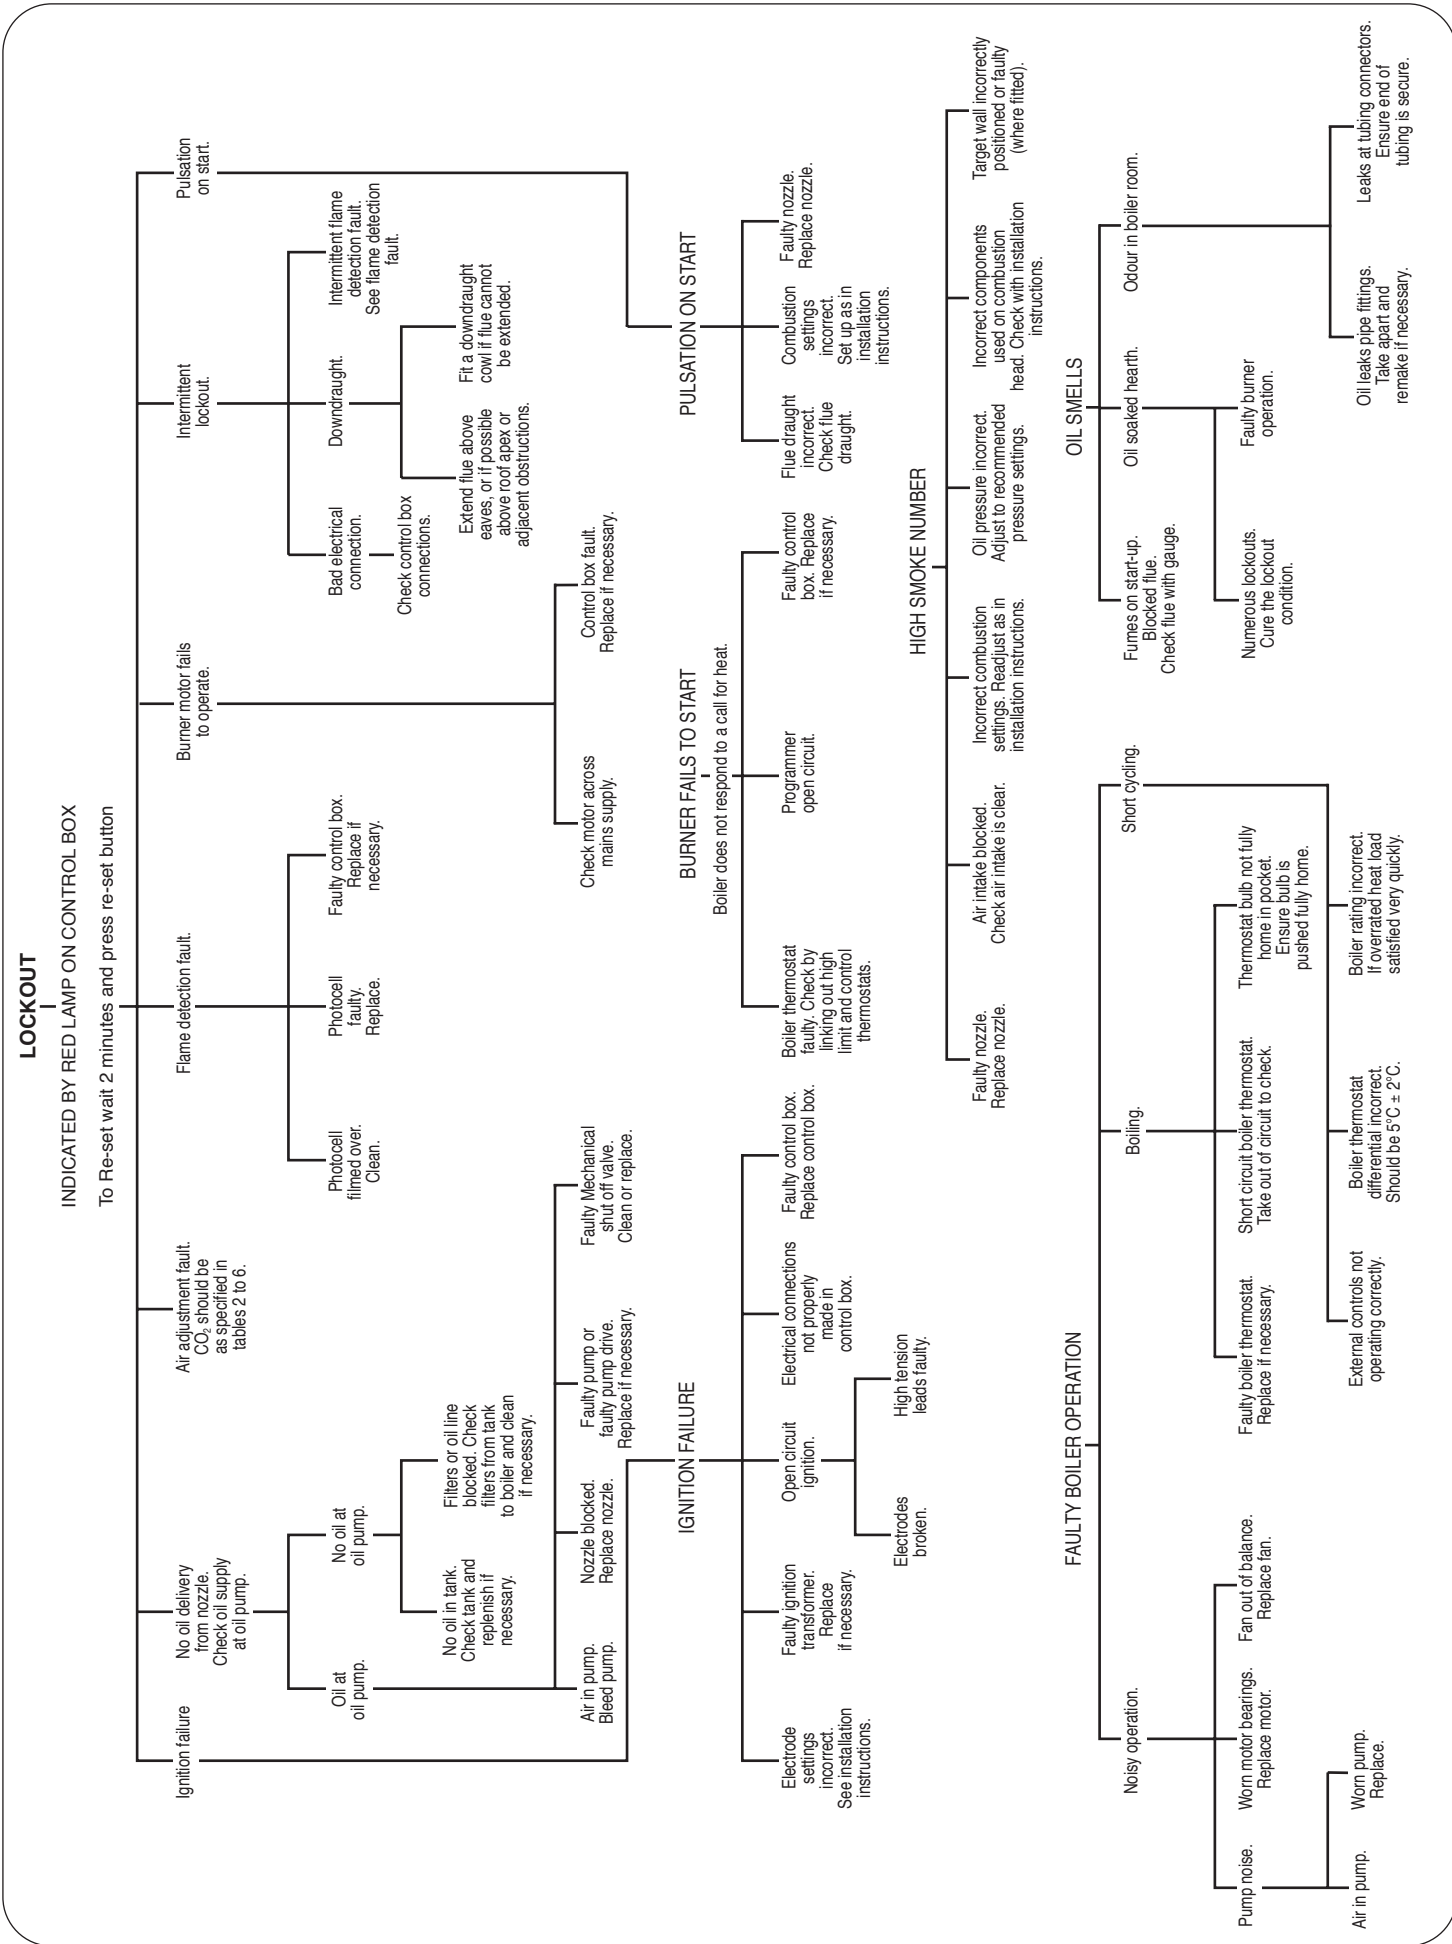 LOCKOUT
INDICATED BY RED LAMP ON CONTROL BOX
To Re-set wait 2 minutes and press re-set button
Ignition failure
No oil delivery
from nozzle.
Check oil supply
at oil pump.
Air adjustment fault.
CO₂ should be
as specified in
tables 2 to 6.
Flame detection fault.
Burner motor fails
to operate.
Intermittent
lockout.
Pulsation
on start.
Oil at
oil pump.
No oil at
oil pump.
Photocell
filmed over.
Clean.
Photocell
faulty.
Replace.
Faulty control box.
Replace if
necessary.
Bad electrical
connection.
Check control box
connections.
Downdraught.
Intermittent flame
detection fault.
See flame detection
fault.
No oil in tank.
Check tank and
replenish if
necessary.
Filters or oil line
blocked. Check
filters from tank
to boiler and clean
if necessary.
Extend flue above
eaves, or if possible
above roof apex or
adjacent obstructions.
Fit a downdraught
cowl if flue cannot
be extended.
Air in pump.
Bleed pump.
Nozzle blocked.
Replace nozzle.
Faulty pump or
faulty pump drive.
Replace if necessary.
Faulty Mechanical
shut off valve.
Clean or replace.
Check motor across
mains supply.
Control box fault.
Replace if necessary.
IGNITION FAILURE
Electrode
settings
incorrect.
See installation
instructions.
Faulty ignition
transformer.
Replace
if necessary.
Open circuit
ignition.
Electrical connections
not properly
made in
control box.
Faulty control box.
Replace control box.
Electrodes
broken.
High tension
leads faulty.
BURNER FAILS TO START
Boiler does not respond to a call for heat.
Boiler thermostat
faulty. Check by
linking out high
limit and control
thermostats.
Programmer
open circuit.
Faulty control
box. Replace
if necessary.
PULSATION ON START
Flue draught
incorrect.
Check flue
draught.
Combustion
settings
incorrect.
Set up as in
installation
instructions.
Faulty nozzle.
Replace nozzle.
HIGH SMOKE NUMBER
Faulty nozzle.
Replace nozzle.
Air intake blocked.
Check air intake is clear.
Incorrect combustion
settings. Readjust as in
installation instructions.
Oil pressure incorrect.
Adjust to recommended
pressure settings.
Incorrect components
used on combustion
head. Check with installation
instructions.
Target wall incorrectly
positioned or faulty
(where fitted).
FAULTY BOILER OPERATION
Noisy operation.
Boiling.
Short cycling.
Pump noise.
Worn motor bearings.
Replace motor.
Fan out of balance.
Replace fan.
Faulty boiler thermostat.
Replace if necessary.
Short circuit boiler thermostat.
Take out of circuit to check.
Thermostat bulb not fully
home in pocket.
Ensure bulb is
pushed fully home.
Air in pump.
Worn pump.
Replace.
External controls not
operating correctly.
Boiler thermostat
differential incorrect.
Should be 5°C ± 2°C.
Boiler rating incorrect.
If overrated heat load
satisfied very quickly.
OIL SMELLS
Fumes on start-up.
Blocked flue.
Check flue with gauge.
Oil soaked hearth.
Odour in boiler room.
Numerous lockouts.
Cure the lockout
condition.
Faulty burner
operation.
Oil leaks pipe fittings.
Take apart and
remake if necessary.
Leaks at tubing connectors.
Ensure end of
tubing is secure.